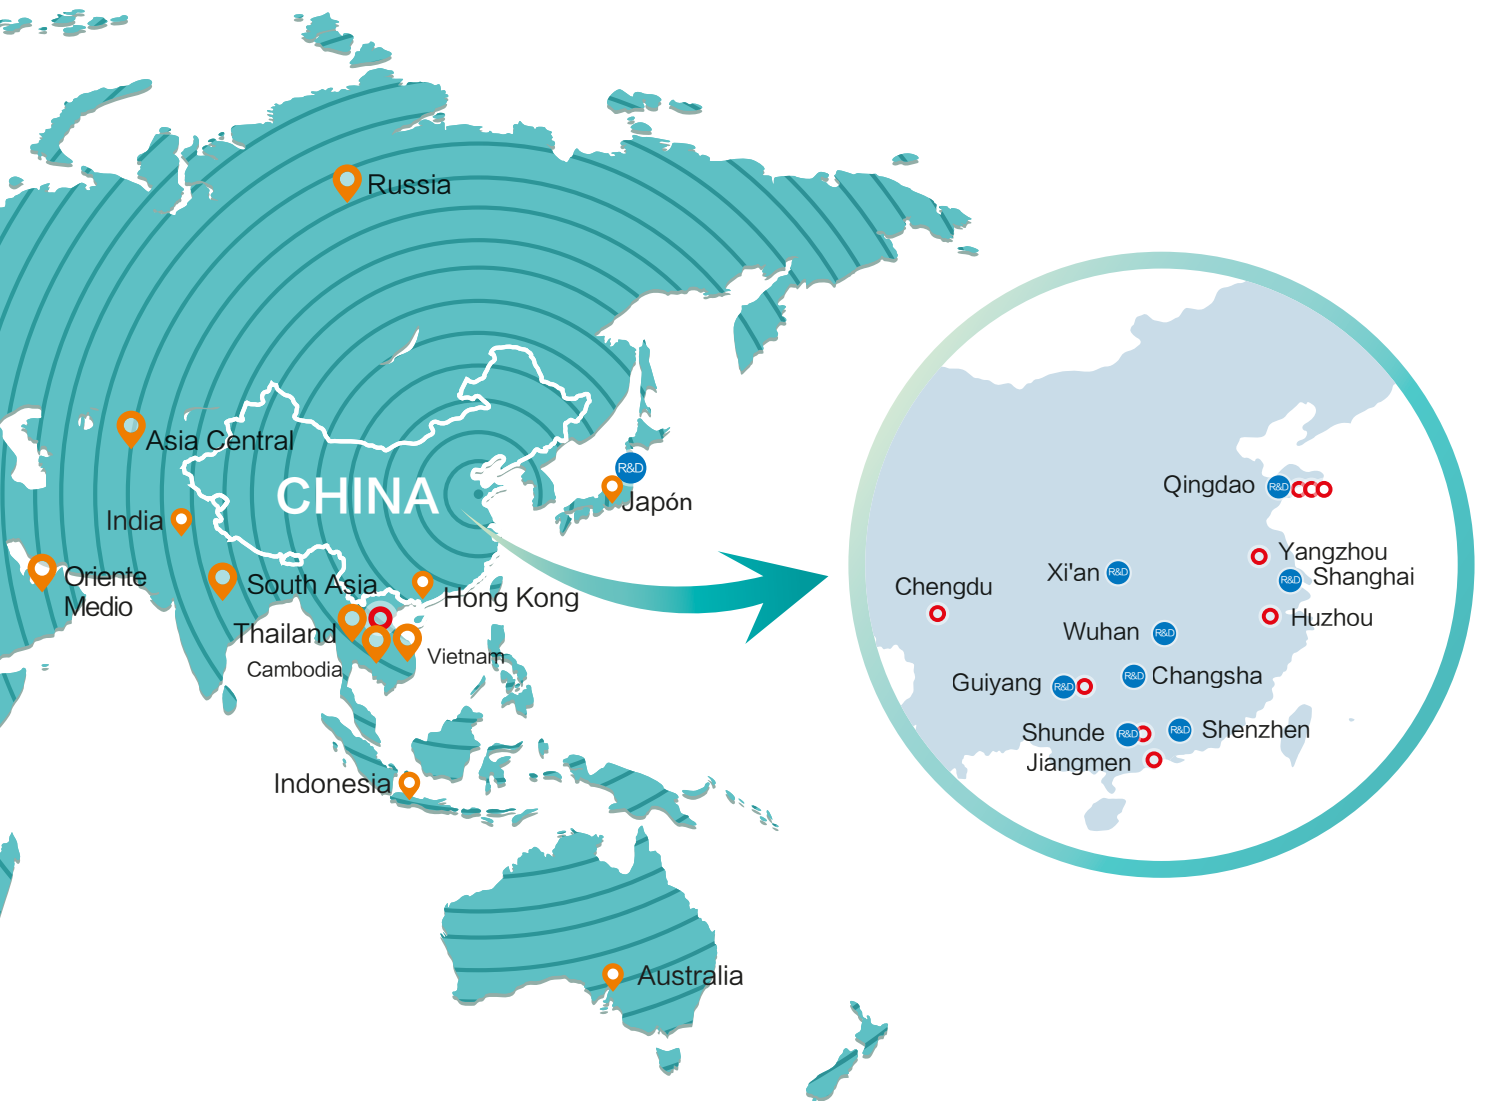 Russia
Asia Central
CHINA
R&D
Japón
India
Oriente
Medio
South Asia
Hong Kong
Thailand
Cambodia
Vietnam
Indonesia
Australia
Qingdao
R&D
Yangzhou
Xi'an
R&D
R&D
Shanghai
Chengdu
Huzhou
Wuhan
R&D
Guiyang
R&D
R&D
Changsha
Shunde
R&D
R&D
Shenzhen
Jiangmen